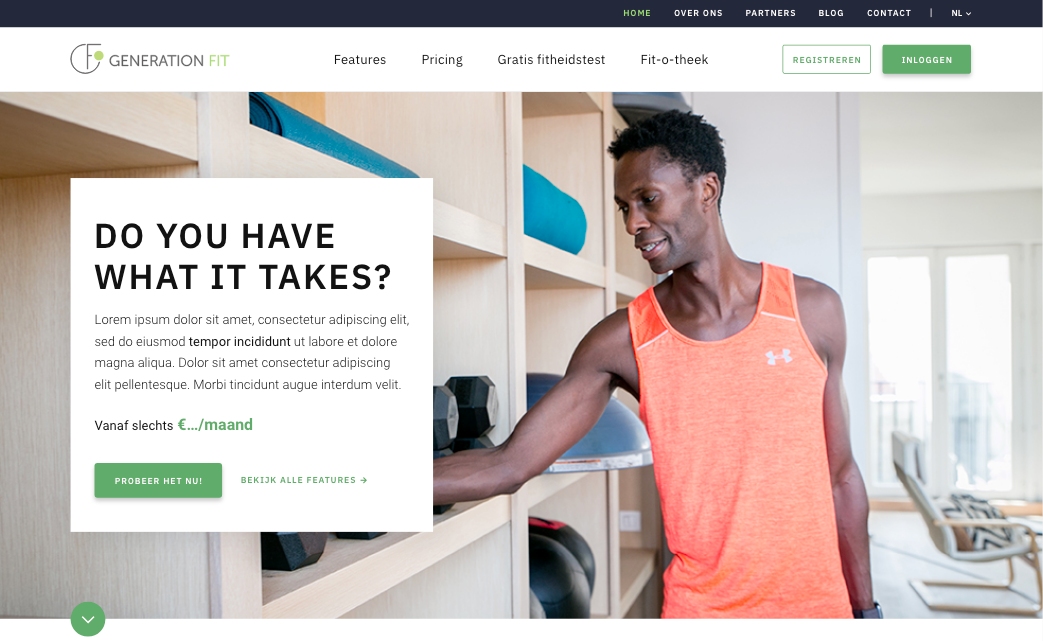 HOME OVER ONS PARTNERS BLOG CONTACT | NL
GENERATION FIT
Features Pricing Gratis fitheidstest Fit-o-theek
REGISTREREN INLOGGEN
DO YOU HAVE
WHAT IT TAKES?
Lorem ipsum dolor sit amet, consectetur adipiscing elit,
sed do eiusmod tempor incididunt ut labore et dolore
magna aliqua. Dolor sit amet consectetur adipiscing
elit pellentesque. Morbi tincidunt augue interdum velit.
Vanaf slechts €.../maand
PROBEER HET NU! BEKIJK ALLE FEATURES →